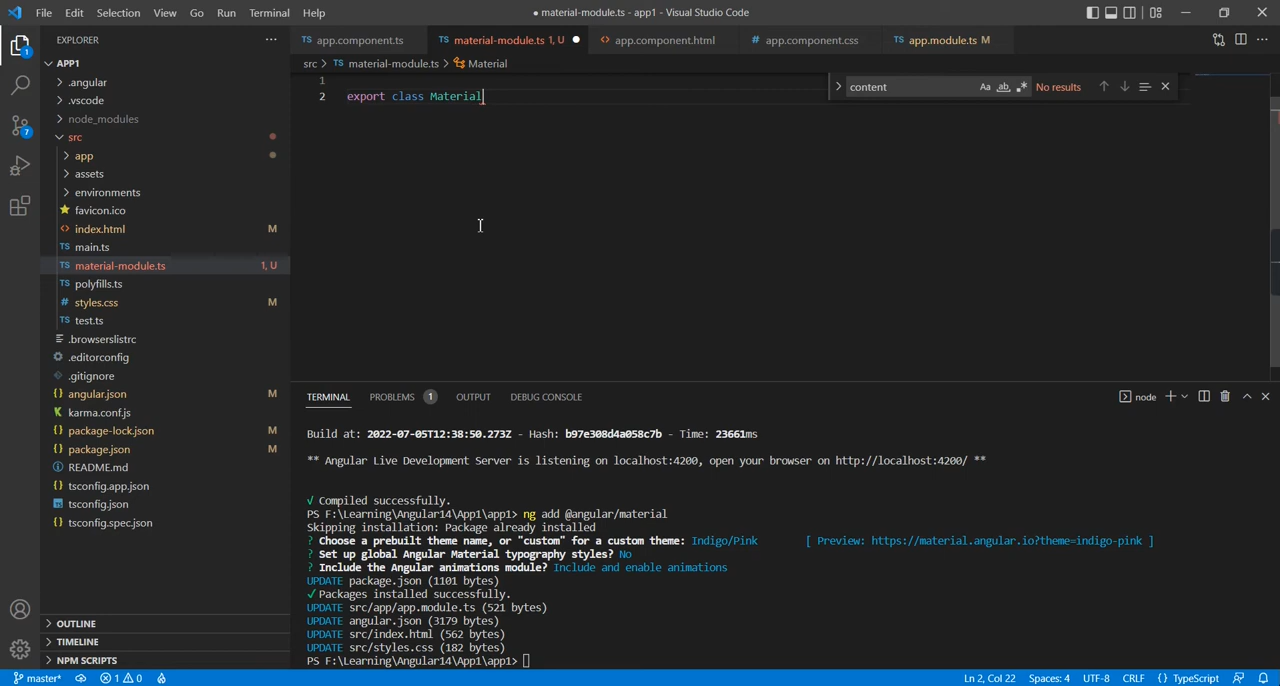 File Edit Selection View Go Run Terminal Help
● material-module.ts - app1 - Visual Studio Code
EXPLORER
TS app.component.ts
TS material-module.ts 1, U
<> app.component.html
# app.component.css
TS app.module.ts M
APP1
src > TS material-module.ts > Material
.angular
.vscode
node_modules
src
app
assets
environments
favicon.ico
index.html M
main.ts
material-module.ts 1, U
polyfills.ts
styles.css M
test.ts
.browserslistrc
.editorconfig
.gitignore
angular.json M
karma.conf.js
package-lock.json M
package.json M
README.md
tsconfig.app.json
tsconfig.json
tsconfig.spec.json
OUTLINE
TIMELINE
NPM SCRIPTS
1
2 export class Material
content Aa ab .* No results
TERMINAL PROBLEMS 1 OUTPUT DEBUG CONSOLE
node
Build at: 2022-07-05T12:38:50.273Z - Hash: b97e308d4a058c7b - Time: 23661ms
** Angular Live Development Server is listening on localhost:4200, open your browser on http://localhost:4200/ **
√ Compiled successfully.
PS F:\Learning\Angular14\App1\app1> ng add @angular/material
Skipping installation: Package already installed
? Choose a prebuilt theme name, or "custom" for a custom theme: Indigo/Pink [ Preview: https://material.angular.io?theme=indigo-pink ]
? Set up global Angular Material typography styles? No
? Include the Angular animations module? Include and enable animations
UPDATE package.json (1101 bytes)
√ Packages installed successfully.
UPDATE src/app/app.module.ts (521 bytes)
UPDATE angular.json (3179 bytes)
UPDATE src/index.html (562 bytes)
UPDATE src/styles.css (182 bytes)
PS F:\Learning\Angular14\App1\app1>
1
7
master* 1 0 Ln 2, Col 22 Spaces: 4 UTF-8 CRLF {} TypeScript